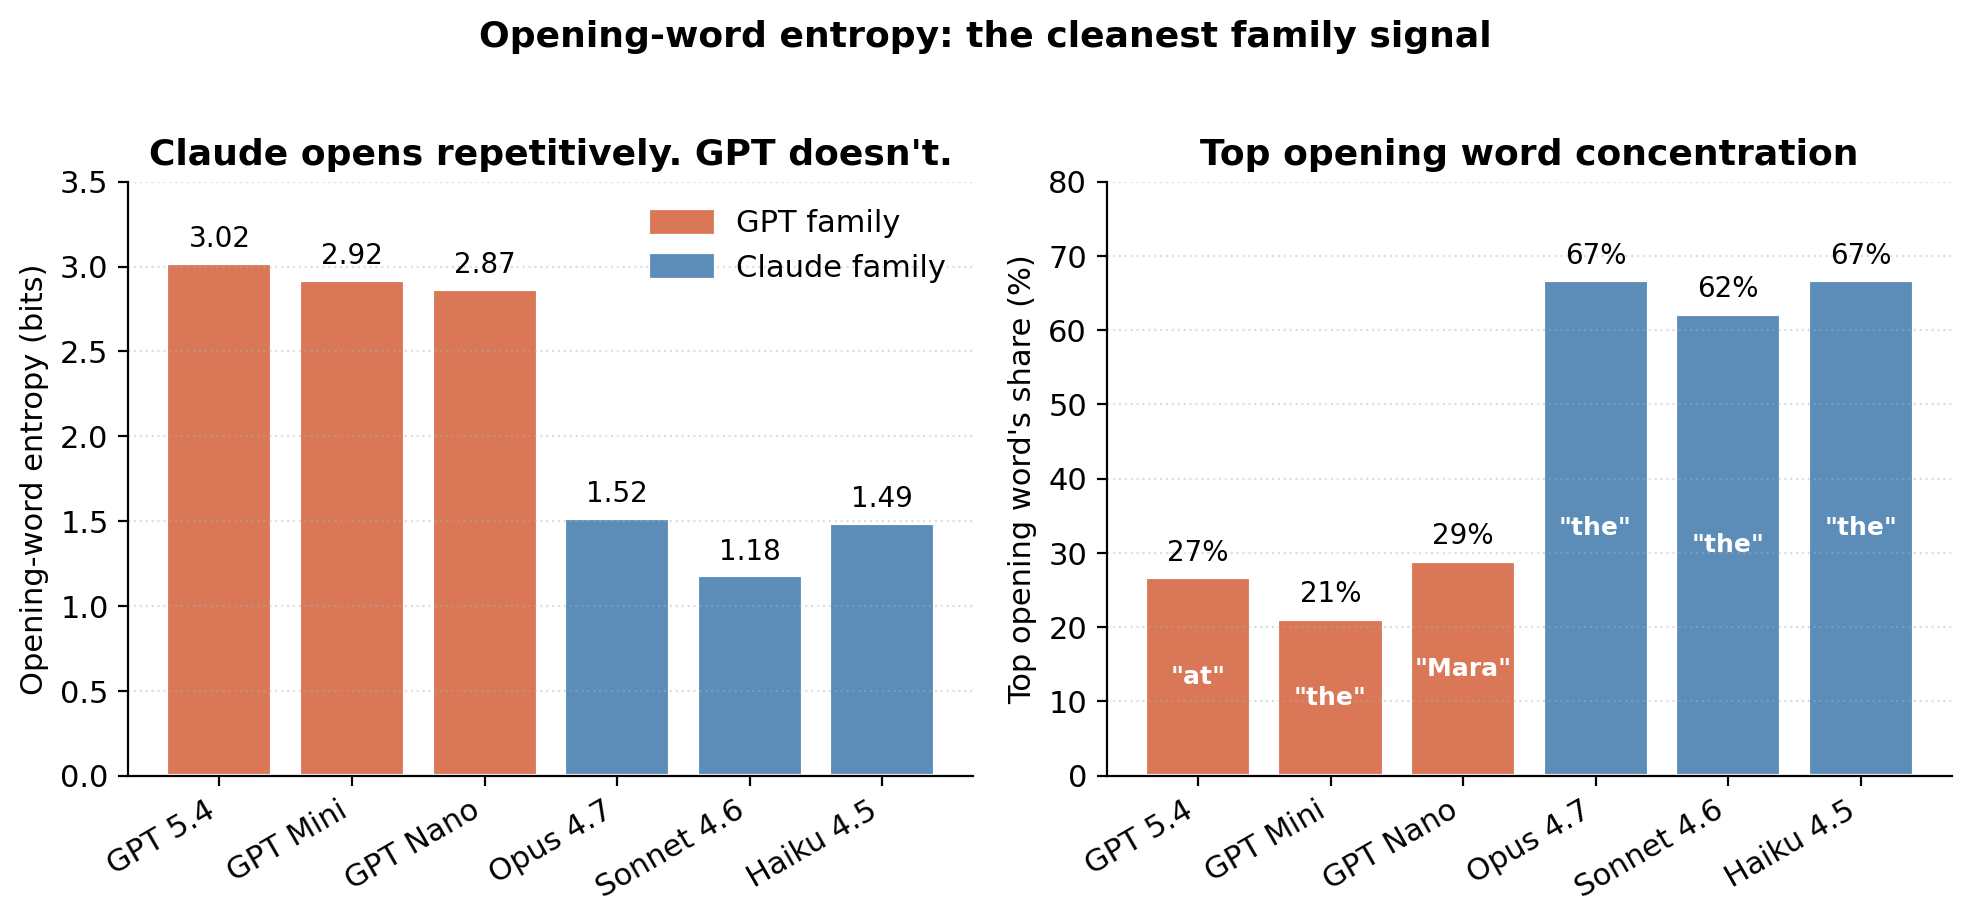 Opening-word entropy: the cleanest family signal
Claude opens repetitively. GPT doesn't.
Opening-word entropy (bits)
3.5
3.0
2.5
2.0
1.5
1.0
0.5
0.0
GPT family
Claude family
3.02
2.92
2.87
1.52
1.18
1.49
GPT 5.4
GPT Mini
GPT Nano
Opus 4.7
Sonnet 4.6
Haiku 4.5
Top opening word concentration
Top opening word's share (%)
80
70
60
50
40
30
20
10
0
27%
21%
29%
67%
62%
67%
"at"
"the"
"Mara"
"the"
"the"
"the"
GPT 5.4
GPT Mini
GPT Nano
Opus 4.7
Sonnet 4.6
Haiku 4.5